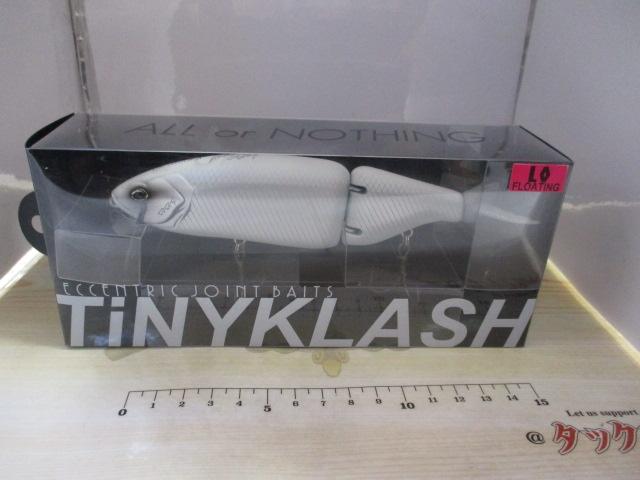 ALL or NOTHING
LO
FLOATING
ECCENTRIC JOINT BAITS
TiNYKLASH
0 1 2 3 4 5 6 7 8 9 10 11 12 13 14 15
Let us support
@タック